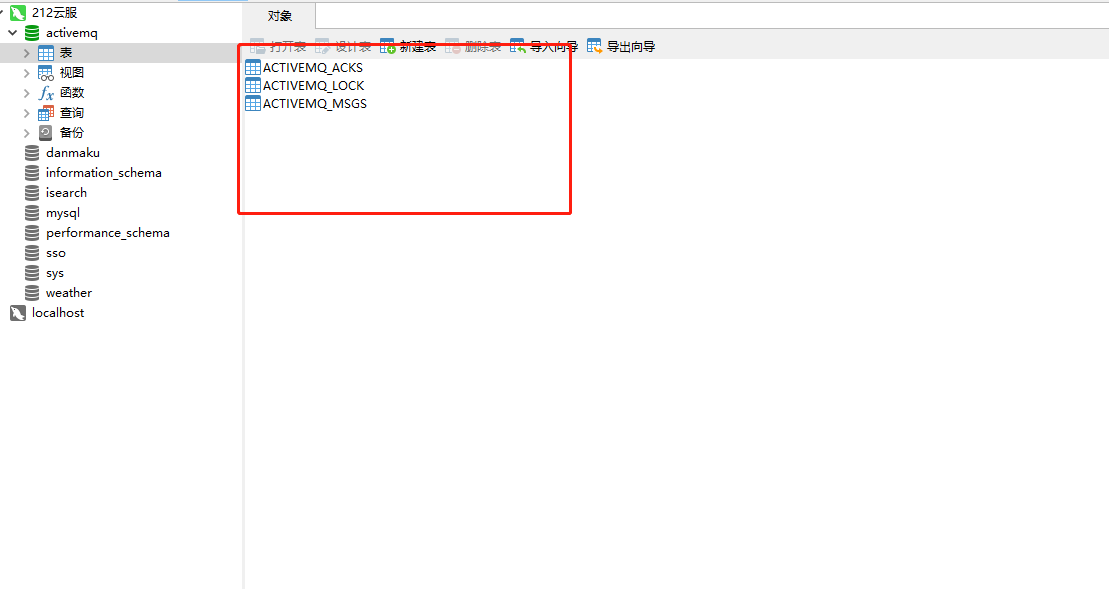 212云服
activemq
表
视图
函数
查询
备份
danmaku
information_schema
isearch
mysql
performance_schema
sso
sys
weather
localhost
对象
打开表 设计表 新建表 删除表 导入向导 导出向导
ACTIVEMQ_ACKS
ACTIVEMQ_LOCK
ACTIVEMQ_MSGS